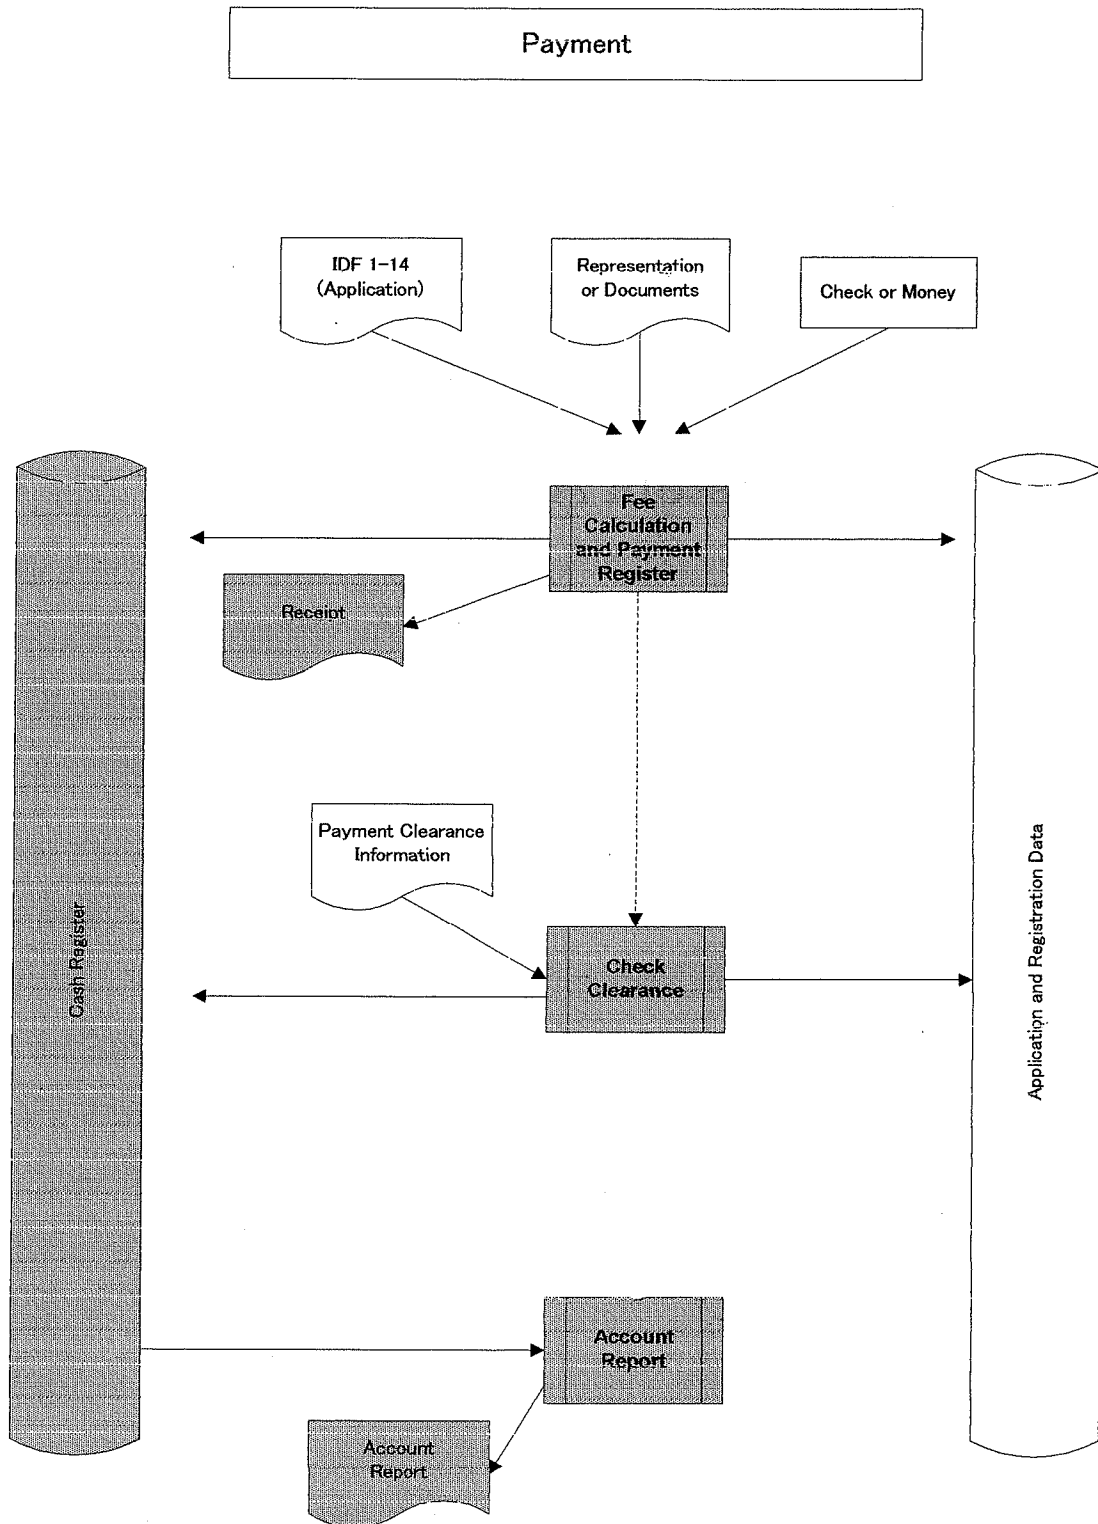 Payment
IDF 1-14
(Application)
Representation
or Documents
Check or Money
Fee
Calculation
and Payment
Register
Receipt
Payment Clearance
Information
Check
Clearance
Cash Register
Application and Registration Data
Account
Report
Account
Report